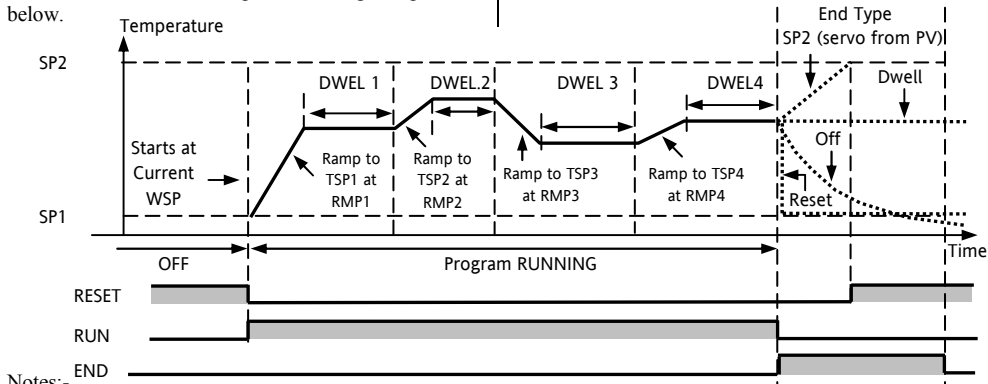 below.
Temperature
End Type
SP2 (servo from PV)
SP2
DWEL 1
DWEL.2
DWEL 3
DWEL4
Dwell
Starts at
Current
WSP
Ramp to
TSP1 at
RMP1
Ramp to
TSP2 at
RMP2
Ramp to TSP3
at RMP3
Ramp to TSP4
at RMP4
Off
Reset
SP1
Time
OFF
Program RUNNING
RESET
RUN
END
Notes:-